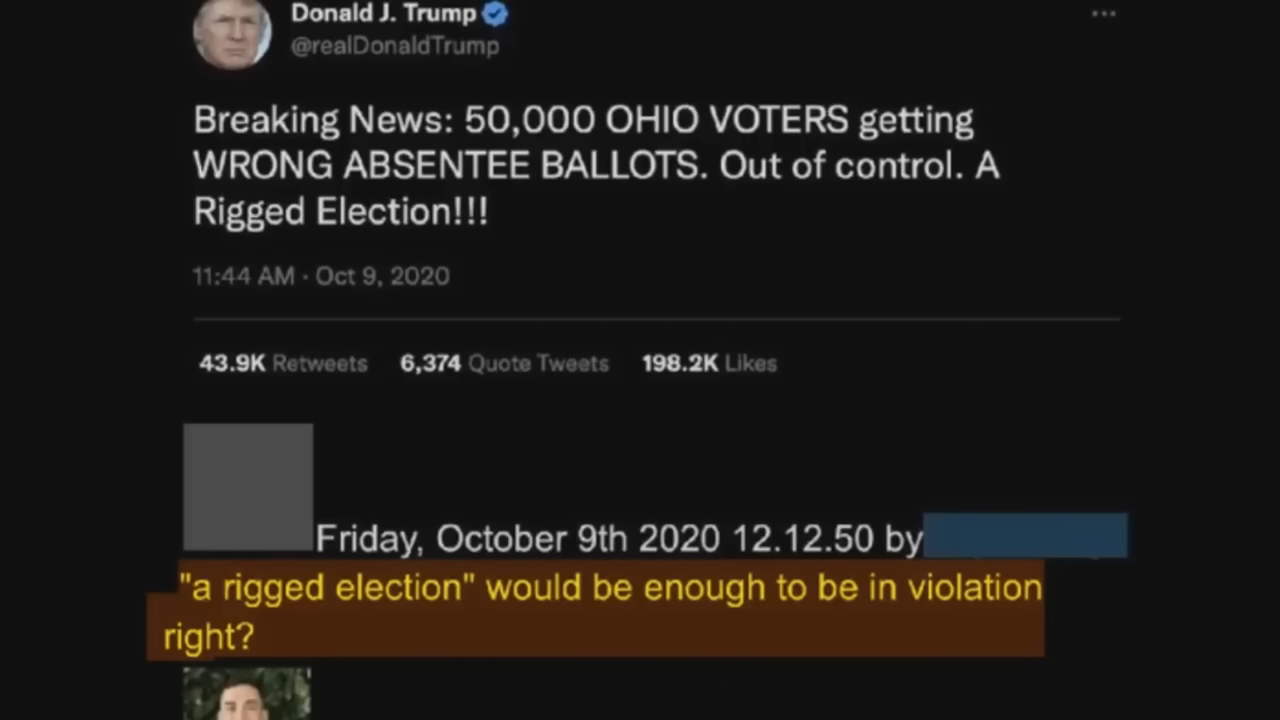 Donald J. Trump
@realDonaldTrump
Breaking News: 50,000 OHIO VOTERS getting
WRONG ABSENTEE BALLOTS. Out of control. A
Rigged Election!!!
11:44 AM · Oct 9, 2020
43.9K Retweets 6,374 Quote Tweets 198.2K Likes
Friday, October 9th 2020 12.12.50 by
"a rigged election" would be enough to be in violation
right?